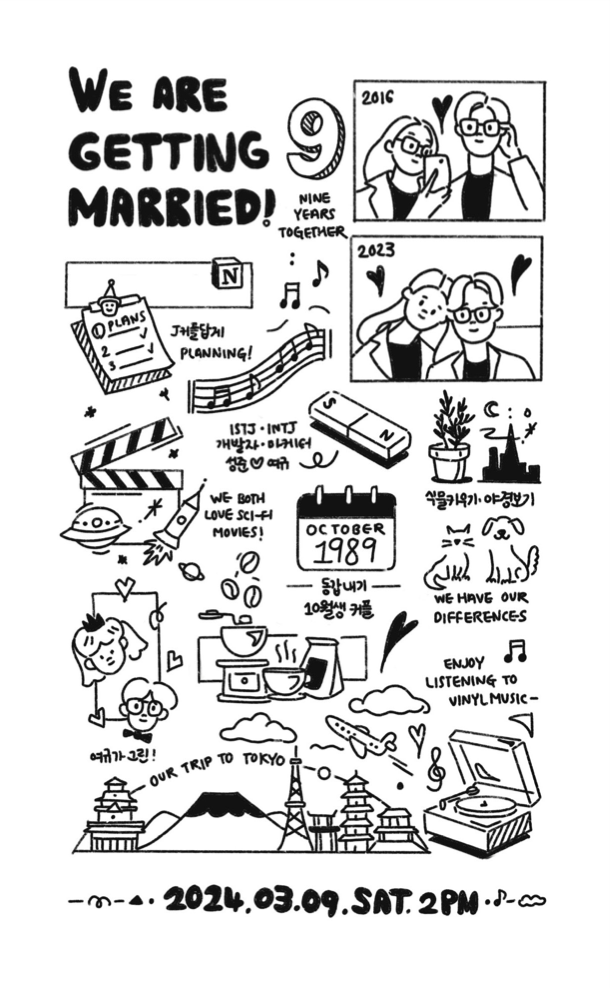 WE ARE
GETTING
MARRIED!
9
NINE
YEARS
TOGETHER
2016
2023
N
PLANS
1
2
3
J커플답게
PLANNING!
ISTJ · INTJ
개발자 · 마케터
성준 ♡ 여규
S
N
식물키우기 · 야경보기
WE BOTH
LOVE SCI-FI
MOVIES!
OCTOBER
1989
동갑내기
10월생 커플
WE HAVE OUR
DIFFERENCES
ENJOY
LISTENING TO
VINYL MUSIC-
여규가 그린!
OUR TRIP TO TOKYO
2024.03.09.SAT. 2PM